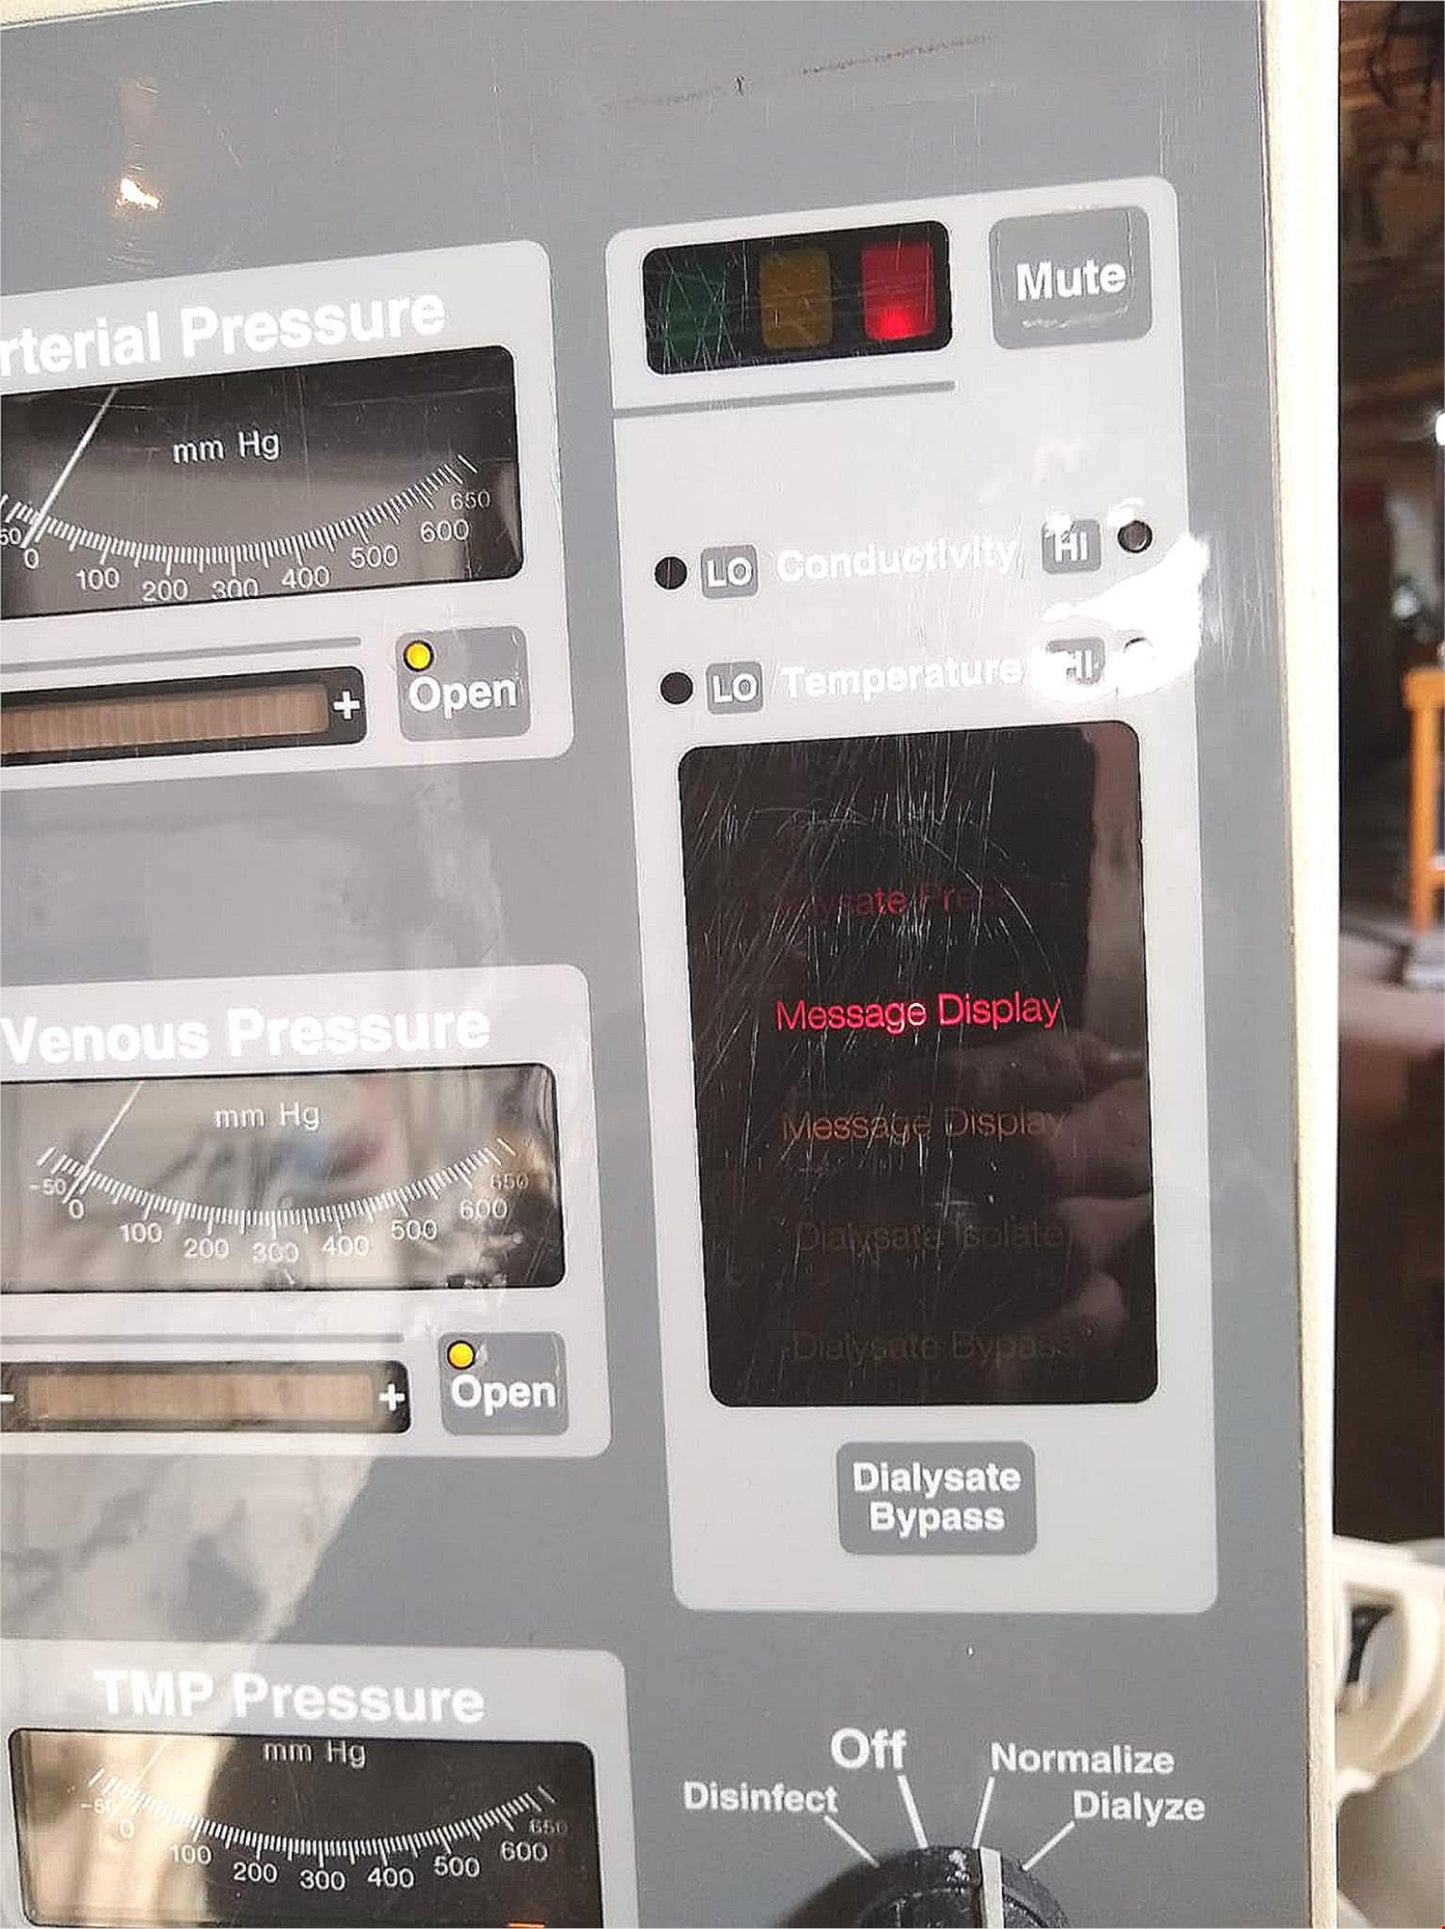 rterial Pressure
mm Hg
50 0 100 200 300 400 500 600 650
+
Open
Mute
LO Conductivity HI
LO Temperature HI
Message Display
Message Display
Dialysate Isolate
Dialysate Bypass
Dialysate
Bypass
Venous Pressure
mm Hg
-50 0 100 200 300 400 500 600 650
- +
Open
TMP Pressure
mm Hg
-50 0 100 200 300 400 500 600 650
Disinfect
Off
Normalize
Dialyze